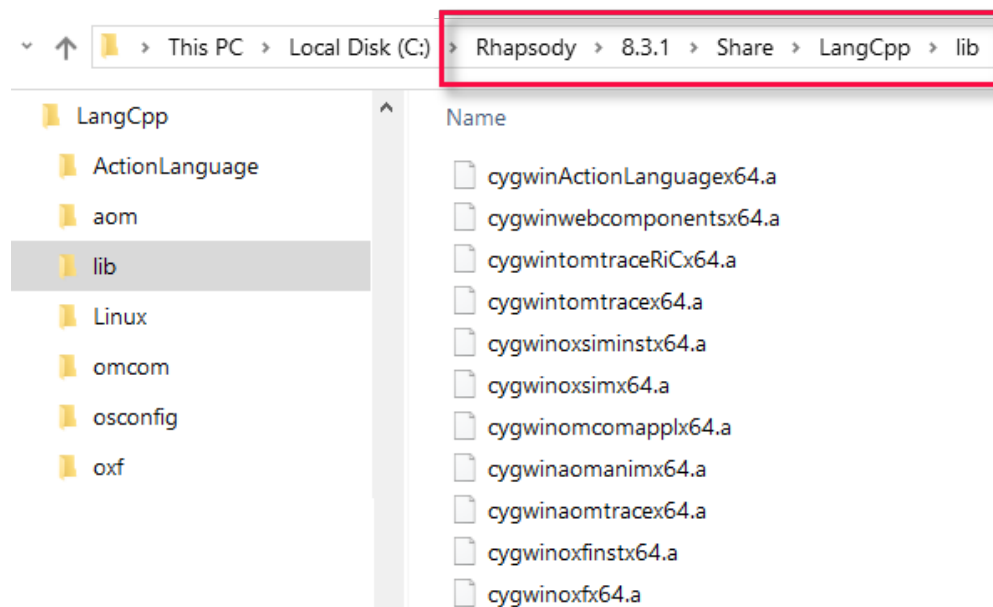 This PC > Local Disk (C:) > Rhapsody > 8.3.1 > Share > LangCpp > lib
LangCpp
ActionLanguage
aom
lib
Linux
omcom
osconfig
oxf
Name
cygwinActionLanguagex64.a
cygwinwebcomponentsx64.a
cygwintomtraceRiCx64.a
cygwintomtracex64.a
cygwinoxsiminstx64.a
cygwinoxsimx64.a
cygwinomcomapplx64.a
cygwinaomanimx64.a
cygwinaomtracex64.a
cygwinoxfinstx64.a
cygwinoxfx64.a